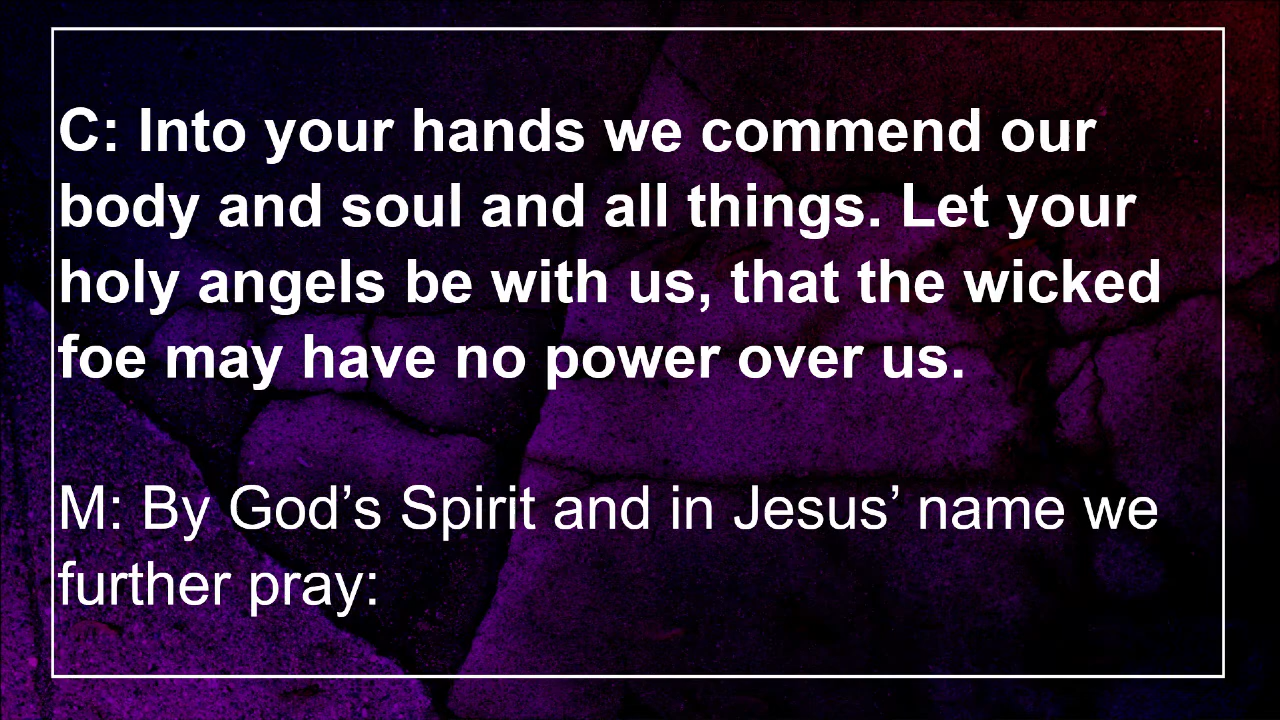 C: Into your hands we commend our
body and soul and all things. Let your
holy angels be with us, that the wicked
foe may have no power over us.
M: By God’s Spirit and in Jesus’ name we
further pray: